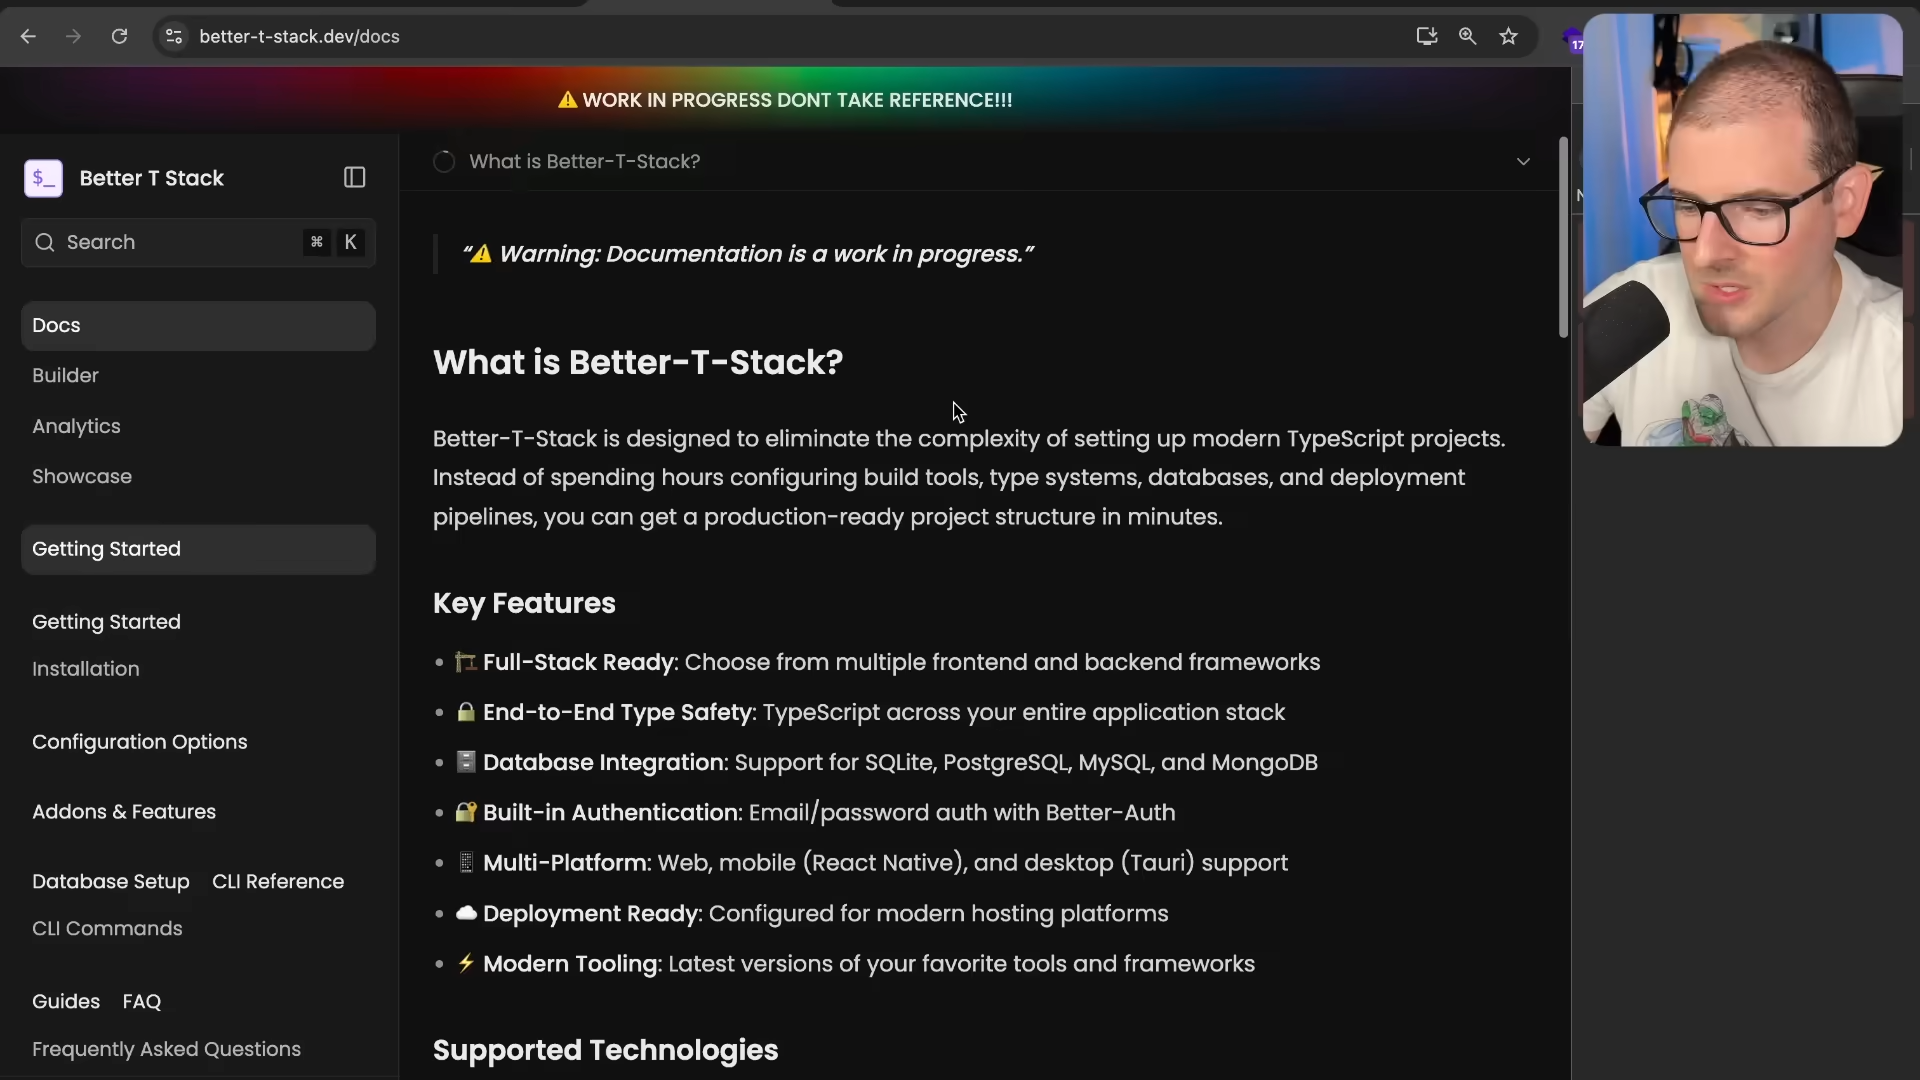 better-t-stack.dev/docs
17
⚠️ WORK IN PROGRESS DONT TAKE REFERENCE!!!
$_
Better T Stack
What is Better-T-Stack?
Search
⌘ K
“⚠️ Warning: Documentation is a work in progress.”
Docs
Builder
Analytics
Showcase
Getting Started
Getting Started
Installation
Configuration Options
Addons & Features
Database Setup CLI Reference
CLI Commands
Guides FAQ
Frequently Asked Questions
What is Better-T-Stack?
Better-T-Stack is designed to eliminate the complexity of setting up modern TypeScript projects.
Instead of spending hours configuring build tools, type systems, databases, and deployment
pipelines, you can get a production-ready project structure in minutes.
Key Features
• 🏗️ Full-Stack Ready: Choose from multiple frontend and backend frameworks
• 🔒 End-to-End Type Safety: TypeScript across your entire application stack
• 🗄️ Database Integration: Support for SQLite, PostgreSQL, MySQL, and MongoDB
• 🔐 Built-in Authentication: Email/password auth with Better-Auth
• 📱 Multi-Platform: Web, mobile (React Native), and desktop (Tauri) support
• ☁️ Deployment Ready: Configured for modern hosting platforms
• ⚡ Modern Tooling: Latest versions of your favorite tools and frameworks
Supported Technologies